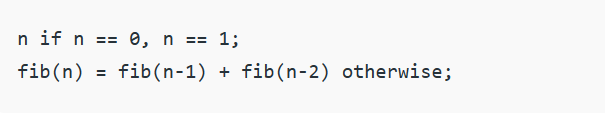 n if n == 0, n == 1;
fib(n) = fib(n-1) + fib(n-2) otherwise;